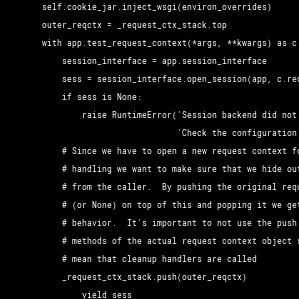 self.cookie_jar.inject_wsgi(environ_overrides)
outer_reqctx = _request_ctx_stack.top
with app.test_request_context(*args, **kwargs) as c
session_interface = app.session_interface
sess = session_interface.open_session(app, c.req
if sess is None:
raise RuntimeError('Session backend did not
'Check the configuration
# Since we have to open a new request context fo
# handling we want to make sure that we hide out
# from the caller.  By pushing the original requ
# (or None) on top of this and popping it we get
# behavior.  It's important to not use the push
# methods of the actual request context object s
# mean that cleanup handlers are called
_request_ctx_stack.push(outer_reqctx)
yield sess